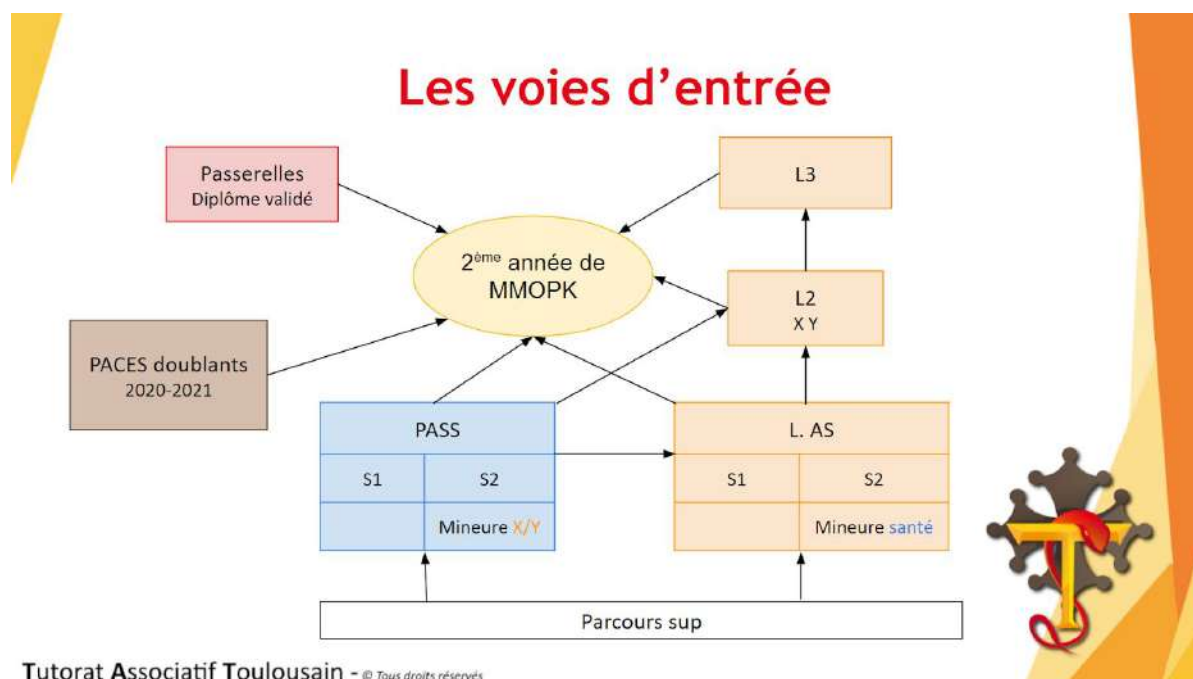 Les voies d'entrée
Passerelles
Diplôme validé
L3
2ème année de
MMOPK
L2
X Y
PACES doublants
2020-2021
PASS
S1
S2
Mineure X/Y
L. AS
S1
S2
Mineure santé
Parcours sup
Tutorat Associatif Toulousain - © Tous droits réservés